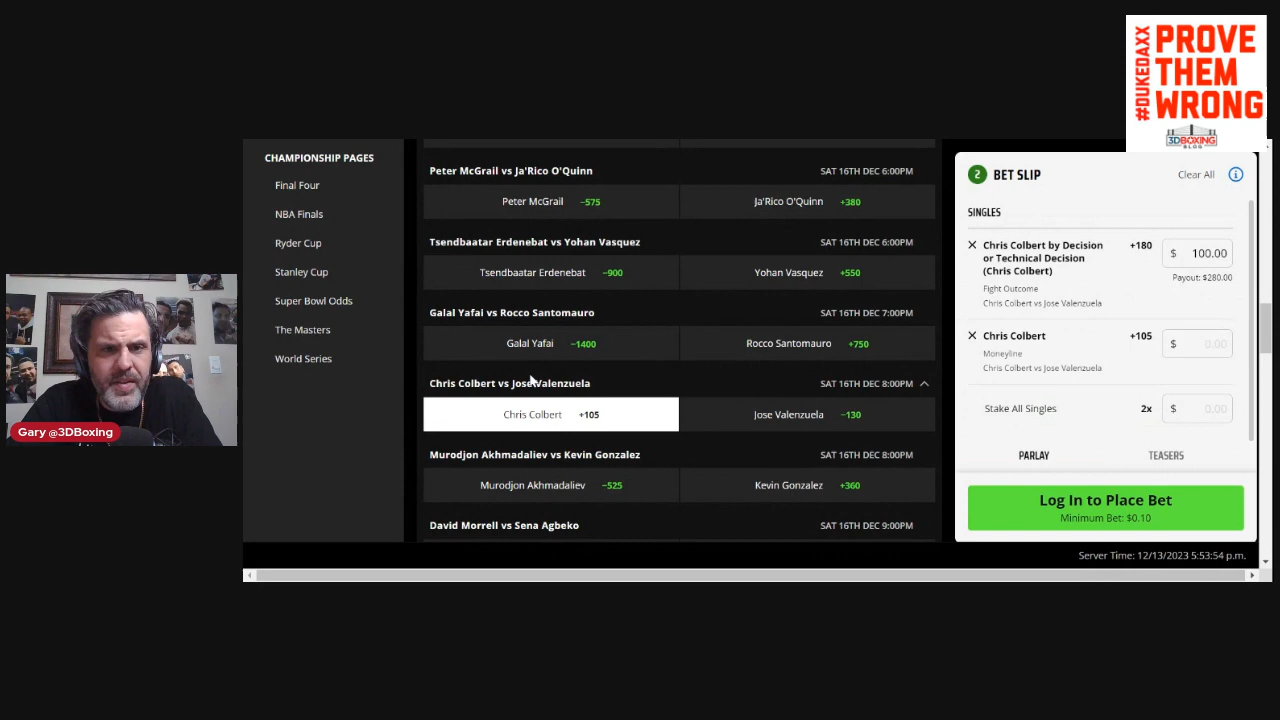 #DUKEDAXX
PROVE
THEM
WRONG
3DBOXING
BLOG
CHAMPIONSHIP PAGES
Final Four
NBA Finals
Ryder Cup
Stanley Cup
Super Bowl Odds
The Masters
World Series
Peter McGrail vs Ja'Rico O'Quinn SAT 16TH DEC 6:00PM
Peter McGrail −575 Ja'Rico O'Quinn +380
Tsendbaatar Erdenebat vs Yohan Vasquez SAT 16TH DEC 6:00PM
Tsendbaatar Erdenebat −900 Yohan Vasquez +550
Galal Yafai vs Rocco Santomauro SAT 16TH DEC 7:00PM
Galal Yafai −1400 Rocco Santomauro +750
Chris Colbert vs Jose Valenzuela SAT 16TH DEC 8:00PM
Chris Colbert +105 Jose Valenzuela −130
Murodjon Akhmadaliev vs Kevin Gonzalez SAT 16TH DEC 8:00PM
Murodjon Akhmadaliev −525 Kevin Gonzalez +360
David Morrell vs Sena Agbeko SAT 16TH DEC 9:00PM
2 BET SLIP Clear All i
SINGLES
Chris Colbert by Decision +180 $ 100.00
or Technical Decision
(Chris Colbert) Payout: $280.00
Fight Outcome
Chris Colbert vs Jose Valenzuela
Chris Colbert +105 $ 0.00
Moneyline
Chris Colbert vs Jose Valenzuela
Stake All Singles 2x $ 0.00
PARLAY TEASERS
Log In to Place Bet
Minimum Bet: $0.10
Server Time: 12/13/2023 5:53:54 p.m.
Gary @3DBoxing